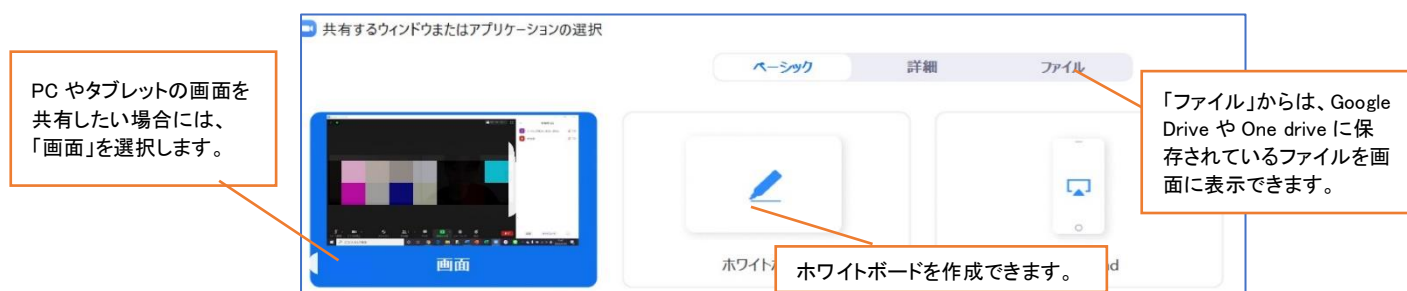 共有するウィンドウまたはアプリケーションの選択
ベーシック 詳細 ファイル
PC やタブレットの画面を
共有したい場合には、
「画面」を選択します。
「ファイル」からは、Google
Drive や One drive に保
存されているファイルを画
面に表示できます。
画面
ホワイト
ホワイトボードを作成できます。